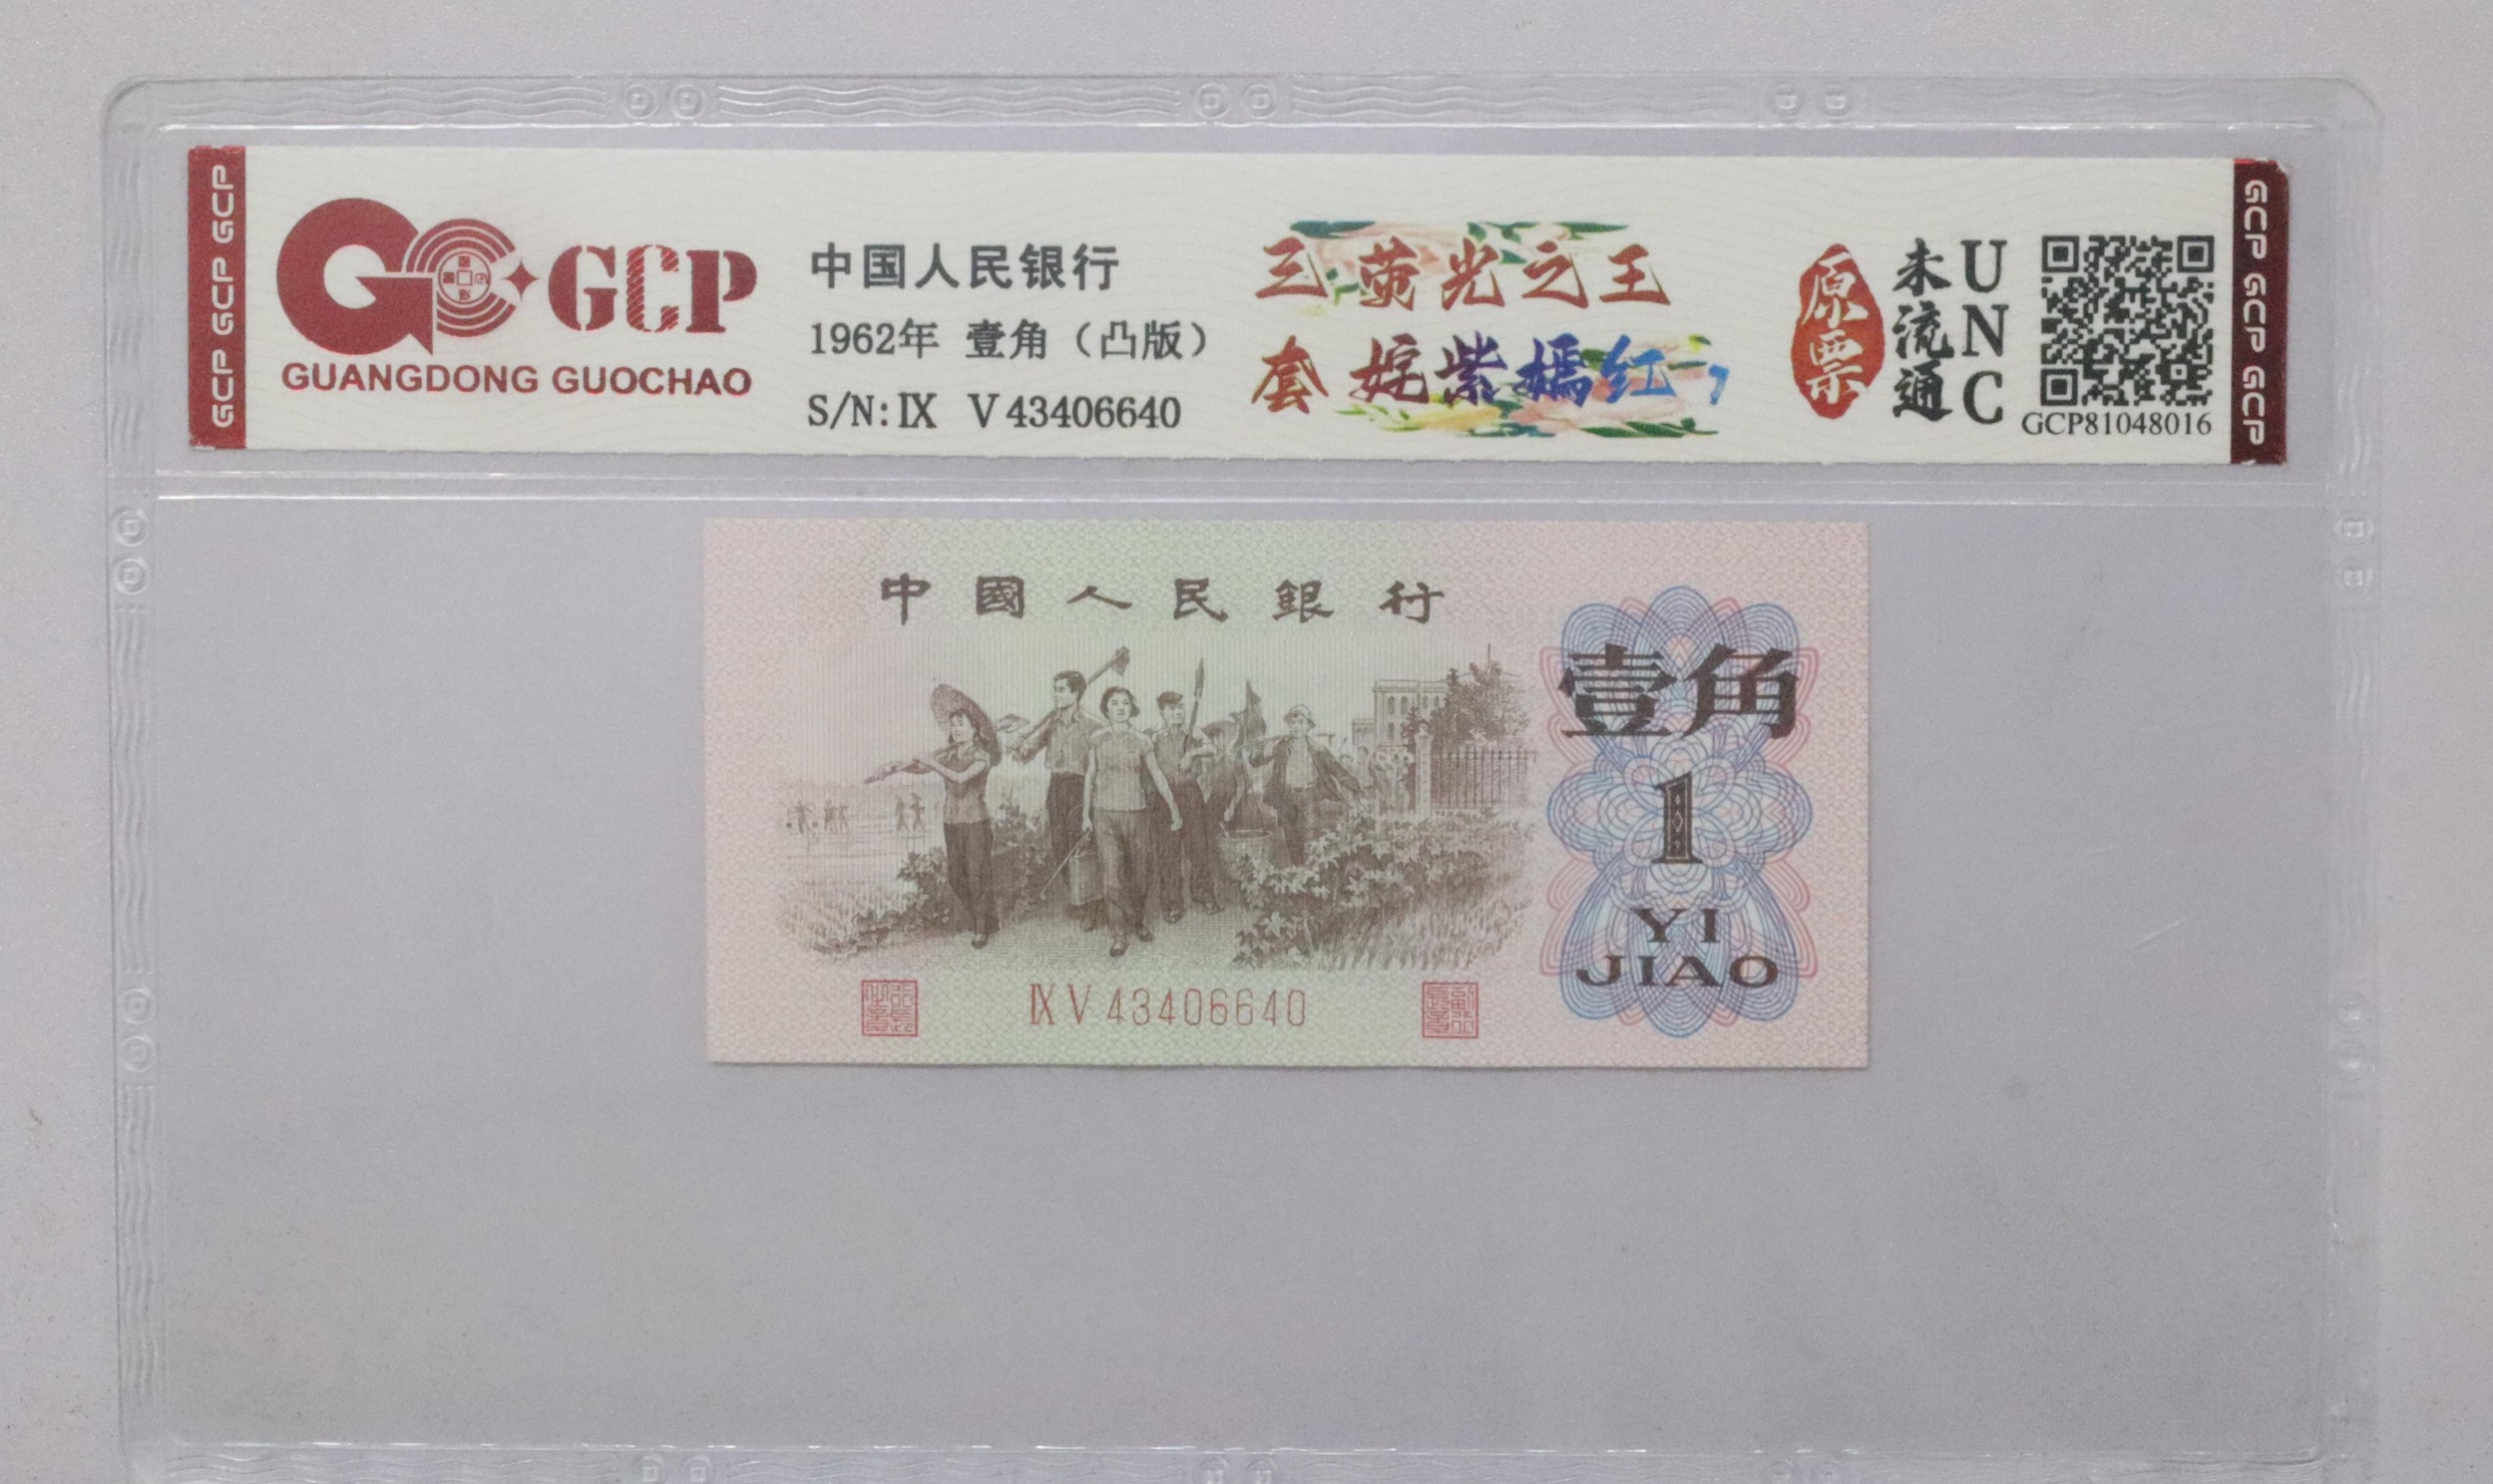 GCP GCP GCP
GCP
GUANGDONG GUOCHAO
中国人民银行
1962年 壹角（凸版）
S/N: IX V 43406640
三 荧光之王
套 姹紫嫣红
原票
未流通
UNC
GCP81048016
GCP GCP GCP
中國人民銀行
壹角
1
YI
JIAO
IX V 43406640